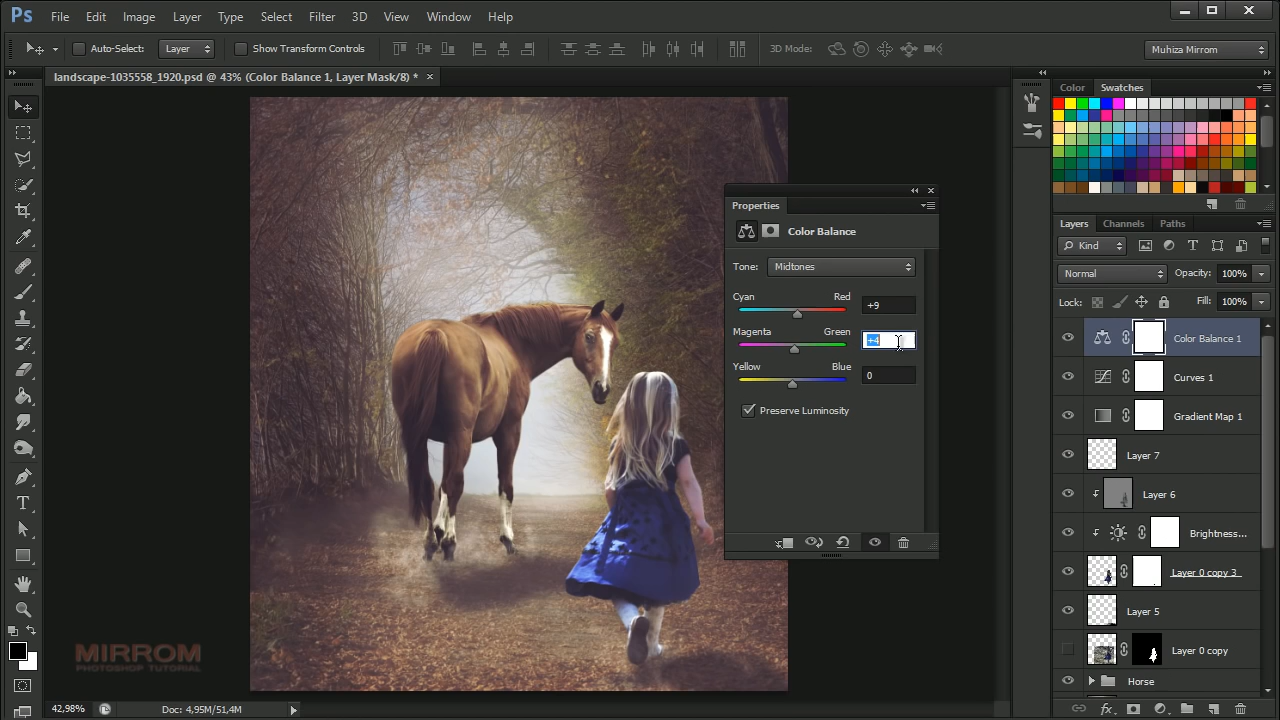 Ps File Edit Image Layer Type Select Filter 3D View Window Help
Auto-Select: Layer Show Transform Controls 3D Mode: Muhiza Mirrom
landscape-1035558_1920.psd @ 43% (Color Balance 1, Layer Mask/8) * ×
Color Swatches
Properties
Color Balance
Tone: Midtones
Cyan Red +9
Magenta Green +4
Yellow Blue 0
Preserve Luminosity
Layers Channels Paths
Kind
Normal Opacity: 100%
Lock: Fill: 100%
Color Balance 1
Curves 1
Gradient Map 1
Layer 7
Layer 6
Brightness...
Layer 0 copy 3
Layer 5
Layer 0 copy
Horse
MIRROM
PHOTOSHOP TUTORIAL
42,98% Doc: 4,95M/51,4M